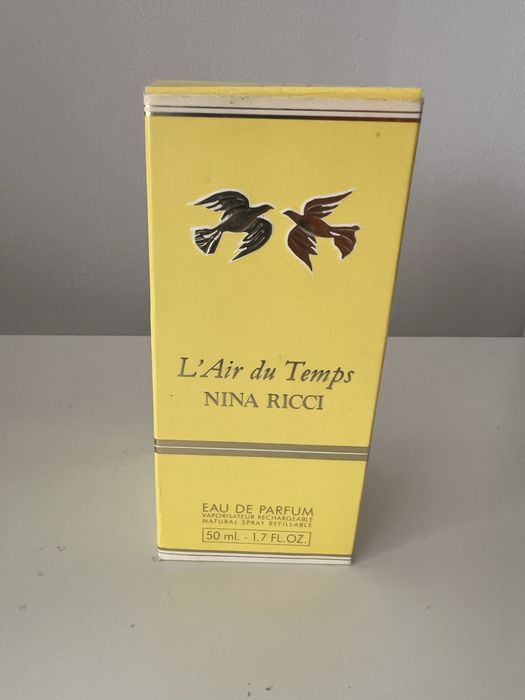 L'Air du Temps
NINA RICCI
EAU DE PARFUM
VAPORISATEUR RECHARGEABLE
NATURAL SPRAY REFILLABLE
50 ml. - 1.7 FL.OZ.